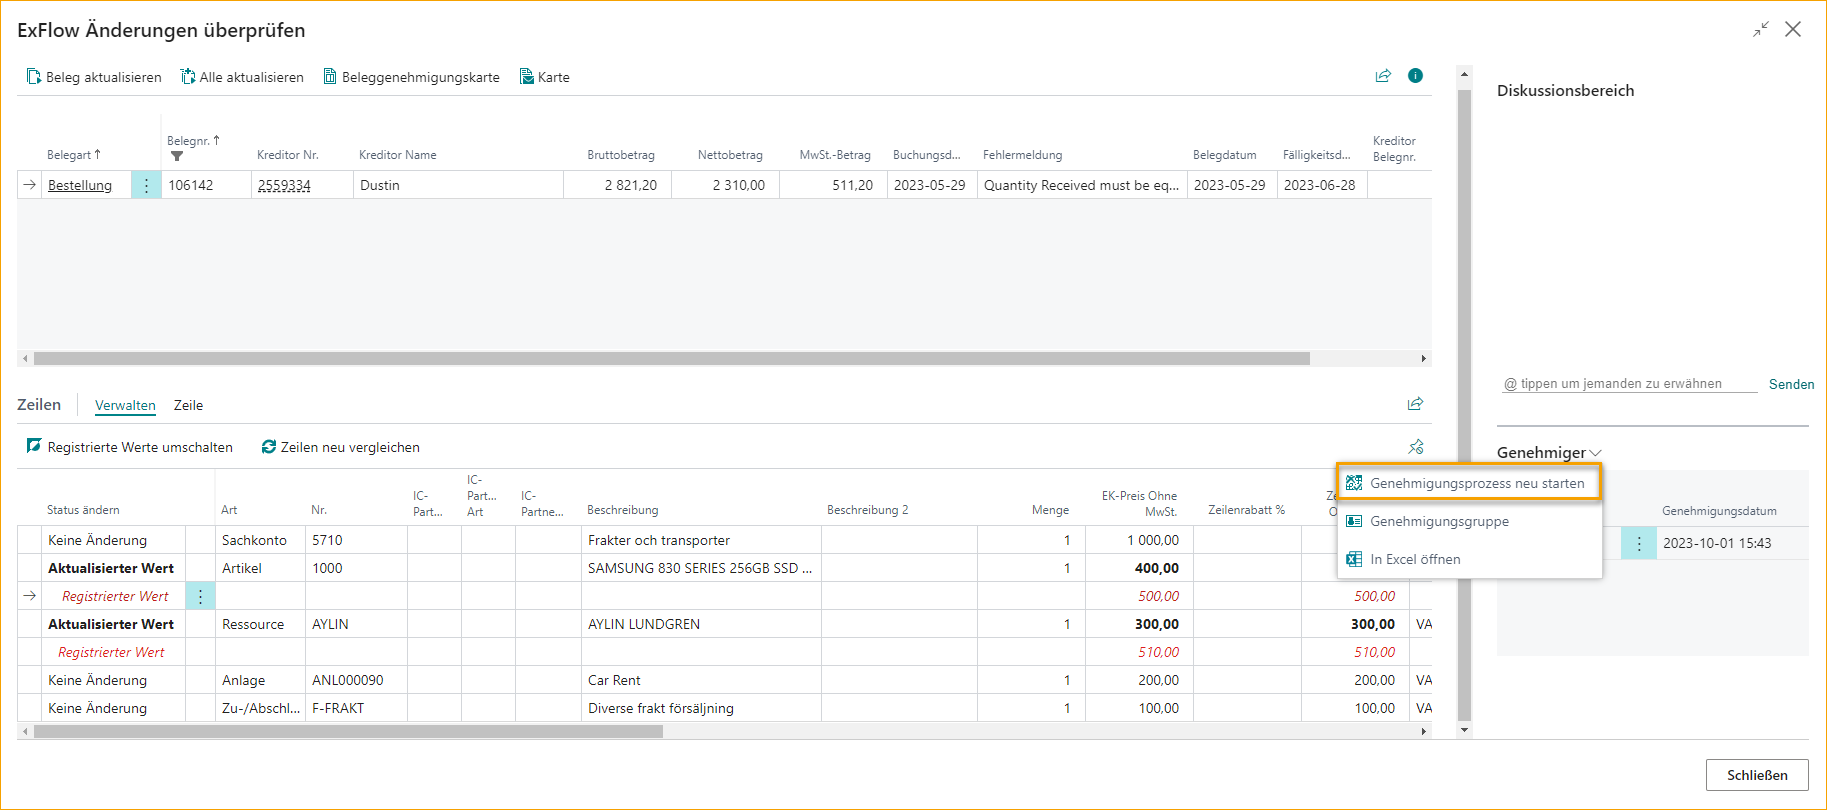 ExFlow Änderungen überprüfen
Beleg aktualisieren Alle aktualisieren Beleggenehmigungskarte Karte
Belegart ↑ Belegnr. ↑ Kreditor Nr. Kreditor Name Bruttobetrag Nettobetrag MwSt.-Betrag Buchungsd... Fehlermeldung Belegdatum Fälligkeitsd... Kreditor Belegnr.
Bestellung 106142 2559334 Dustin 2 821,20 2 310,00 511,20 2023-05-29 Quantity Received must be eq... 2023-05-29 2023-06-28
Zeilen Verwalten Zeile
Registrierte Werte umschalten Zeilen neu vergleichen
Status ändern Art Nr. IC-Part... IC-Part... Art IC-Partne... Beschreibung Beschreibung 2 Menge EK-Preis Ohne MwSt. Zeilenrabatt %
Keine Änderung Sachkonto 5710 Frakter och transporter 1 1 000,00
Aktualisierter Wert Artikel 1000 SAMSUNG 830 SERIES 256GB SSD ... 1 400,00
Registrierter Wert 500,00 500,00
Aktualisierter Wert Ressource AYLIN AYLIN LUNDGREN 1 300,00 300,00 VA
Registrierter Wert 510,00 510,00
Keine Änderung Anlage ANL000090 Car Rent 1 200,00 200,00 VA
Keine Änderung Zu-/Abschl... F-FRAKT Diverse frakt försäljning 1 100,00 100,00 VA
Diskussionsbereich
@ tippen um jemanden zu erwähnen Senden
Genehmiger
Genehmigungsprozess neu starten
Genehmigungsgruppe
In Excel öffnen
Genehmigungsdatum
2023-10-01 15:43
Schließen